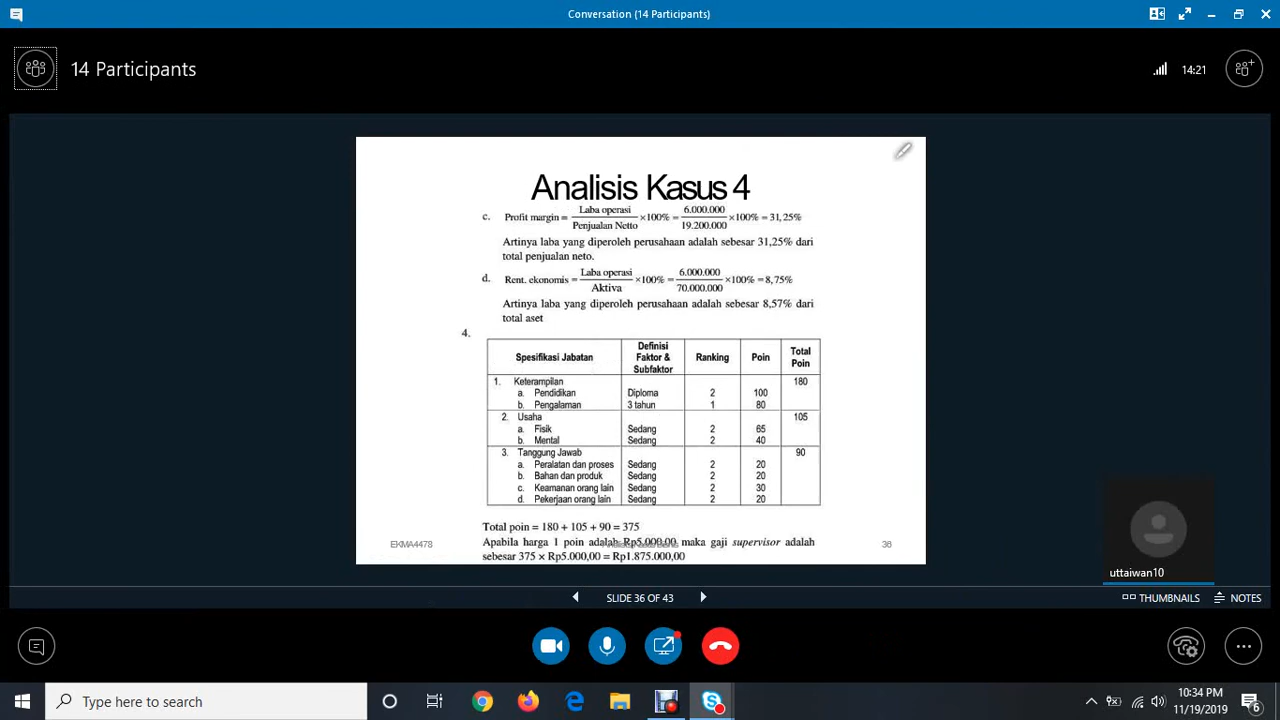 Conversation (14 Participants)
14 Participants
14:21
Analisis Kasus 4
c. Profit margin = Laba operasi / Penjualan Netto ×100% = 6.000.000 / 19.200.000 ×100% = 31,25%
Artinya laba yang diperoleh perusahaan adalah sebesar 31,25% dari
total penjualan neto.
d. Rent. ekonomis = Laba operasi / Aktiva ×100% = 6.000.000 / 70.000.000 ×100% = 8,75%
Artinya laba yang diperoleh perusahaan adalah sebesar 8,57% dari
total aset
4.
Spesifikasi Jabatan Definisi Faktor & Subfaktor Ranking Poin Total Poin
1. Keterampilan 180
a. Pendidikan Diploma 2 100
b. Pengalaman 3 tahun 1 80
2. Usaha 105
a. Fisik Sedang 2 65
b. Mental Sedang 2 40
3. Tanggung Jawab 90
a. Peralatan dan proses Sedang 2 20
b. Bahan dan produk Sedang 2 20
c. Keamanan orang lain Sedang 2 30
d. Pekerjaan orang lain Sedang 2 20
Total poin = 180 + 105 + 90 = 375
Apabila harga 1 poin adalah Rp5.000,00 maka gaji supervisor adalah
sebesar 375 × Rp5.000,00 = Rp1.875.000,00
EKMA4478
36
uttaiwan10
SLIDE 36 OF 43
THUMBNAILS
NOTES
Type here to search
10:34 PM
11/19/2019
6